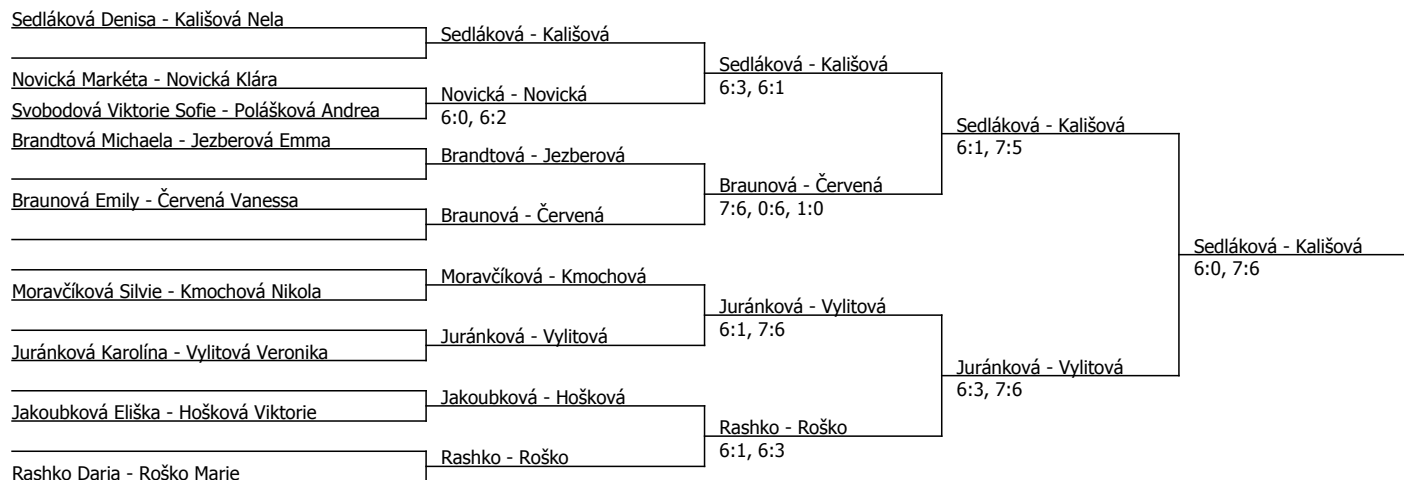 Sedláková Denisa - Kališová Nela
Novická Markéta - Novická Klára
Svobodová Viktorie Sofie - Polášková Andrea
Brandtová Michaela - Jezberová Emma
Braunová Emily - Červená Vanessa
Moravčíková Silvie - Kmochová Nikola
Juránková Karolína - Vylitová Veronika
Jakoubková Eliška - Hošková Viktorie
Rashko Daria - Roško Marie
Sedláková - Kališová
Novická - Novická
6:0, 6:2
Brandtová - Jezberová
Braunová - Červená
Moravčíková - Kmochová
Juránková - Vylitová
Jakoubková - Hošková
Rashko - Roško
Sedláková - Kališová
6:3, 6:1
Braunová - Červená
7:6, 0:6, 1:0
Juránková - Vylitová
6:1, 7:6
Rashko - Roško
6:1, 6:3
Sedláková - Kališová
6:1, 7:5
Juránková - Vylitová
6:3, 7:6
Sedláková - Kališová
6:0, 7:6